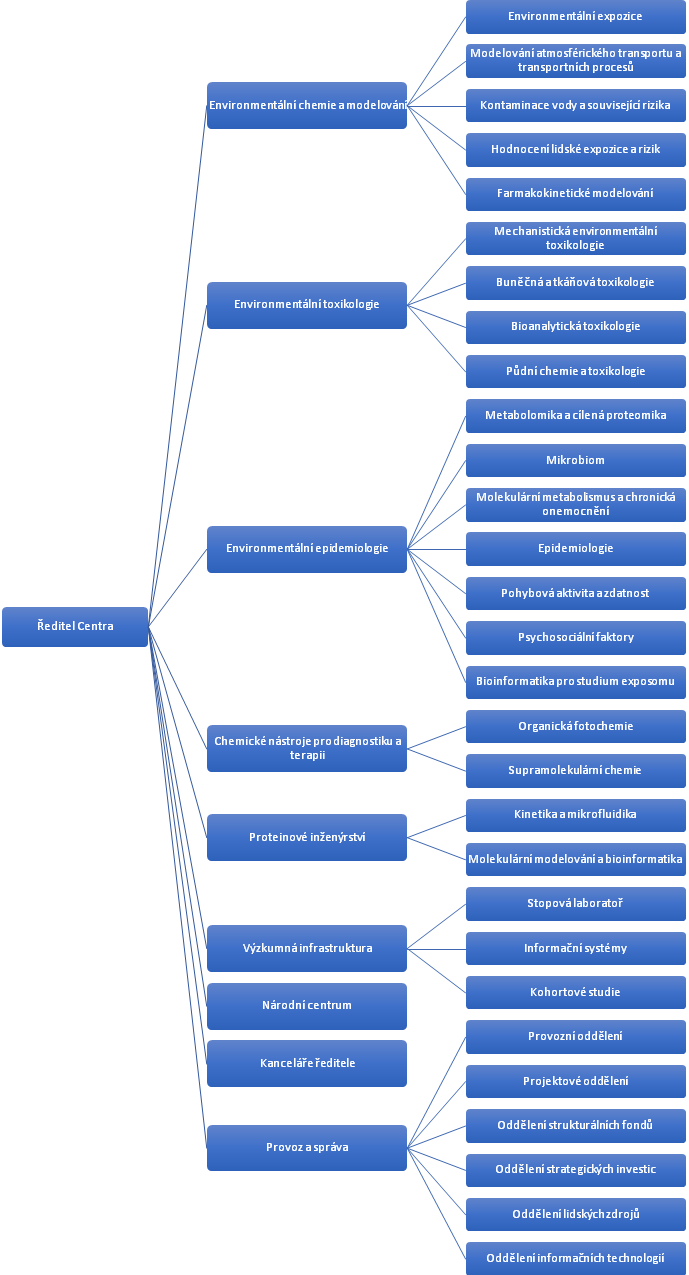 Ředitel Centra
Environmentální chemie a modelování
Environmentální expozice
Modelování atmosférického transportu a
transportních procesů
Kontaminace vody a související rizika
Hodnocení lidské expozice a rizik
Farmakokinetické modelování
Environmentální toxikologie
Mechanistická environmentální
toxikologie
Buněčná a tkáňová toxikologie
Bioanalytická toxikologie
Půdní chemie a toxikologie
Environmentální epidemiologie
Metabolomika a cílená proteomika
Mikrobiom
Molekulární metabolismus a chronická
onemocnění
Epidemiologie
Pohybová aktivita a zdatnost
Psychosociální faktory
Bioinformatika pro studium exposomu
Chemické nástroje pro diagnostiku a
terapii
Organická fotochemie
Supramolekulární chemie
Proteinové inženýrství
Kinetika a mikrofluidika
Molekulární modelování a bioinformatika
Výzkumná infrastruktura
Stopová laboratoř
Informační systémy
Kohortové studie
Národní centrum
Kanceláře ředitele
Provoz a správa
Provozní oddělení
Projektové oddělení
Oddělení strukturálních fondů
Oddělení strategických investic
Oddělení lidských zdrojů
Oddělení informačních technologií